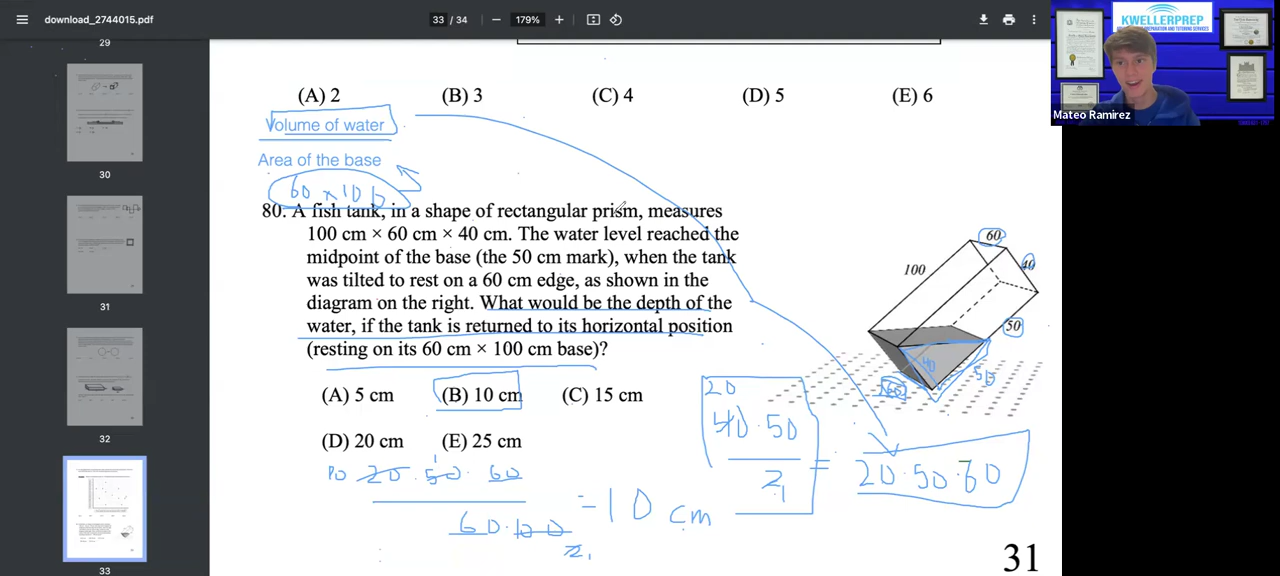 download_2744015.pdf
33 / 34
179%
29
30
31
32
33
KWELLERPREP
Mateo Ramirez
(A) 2 (B) 3 (C) 4 (D) 5 (E) 6
Volume of water
Area of the base
60 x 100
80. A fish tank, in a shape of rectangular prism, measures
100 cm × 60 cm × 40 cm. The water level reached the
midpoint of the base (the 50 cm mark), when the tank
was tilted to rest on a 60 cm edge, as shown in the
diagram on the right. What would be the depth of the
water, if the tank is returned to its horizontal position
(resting on its 60 cm × 100 cm base)?
(A) 5 cm (B) 10 cm (C) 15 cm
(D) 20 cm (E) 25 cm
60
100
40
50
40
50
20
40 · 50
2 1
= 20 · 50 · 60
10 20 · 50 1 · 60
60 · 100
2 1
= 10 cm
31